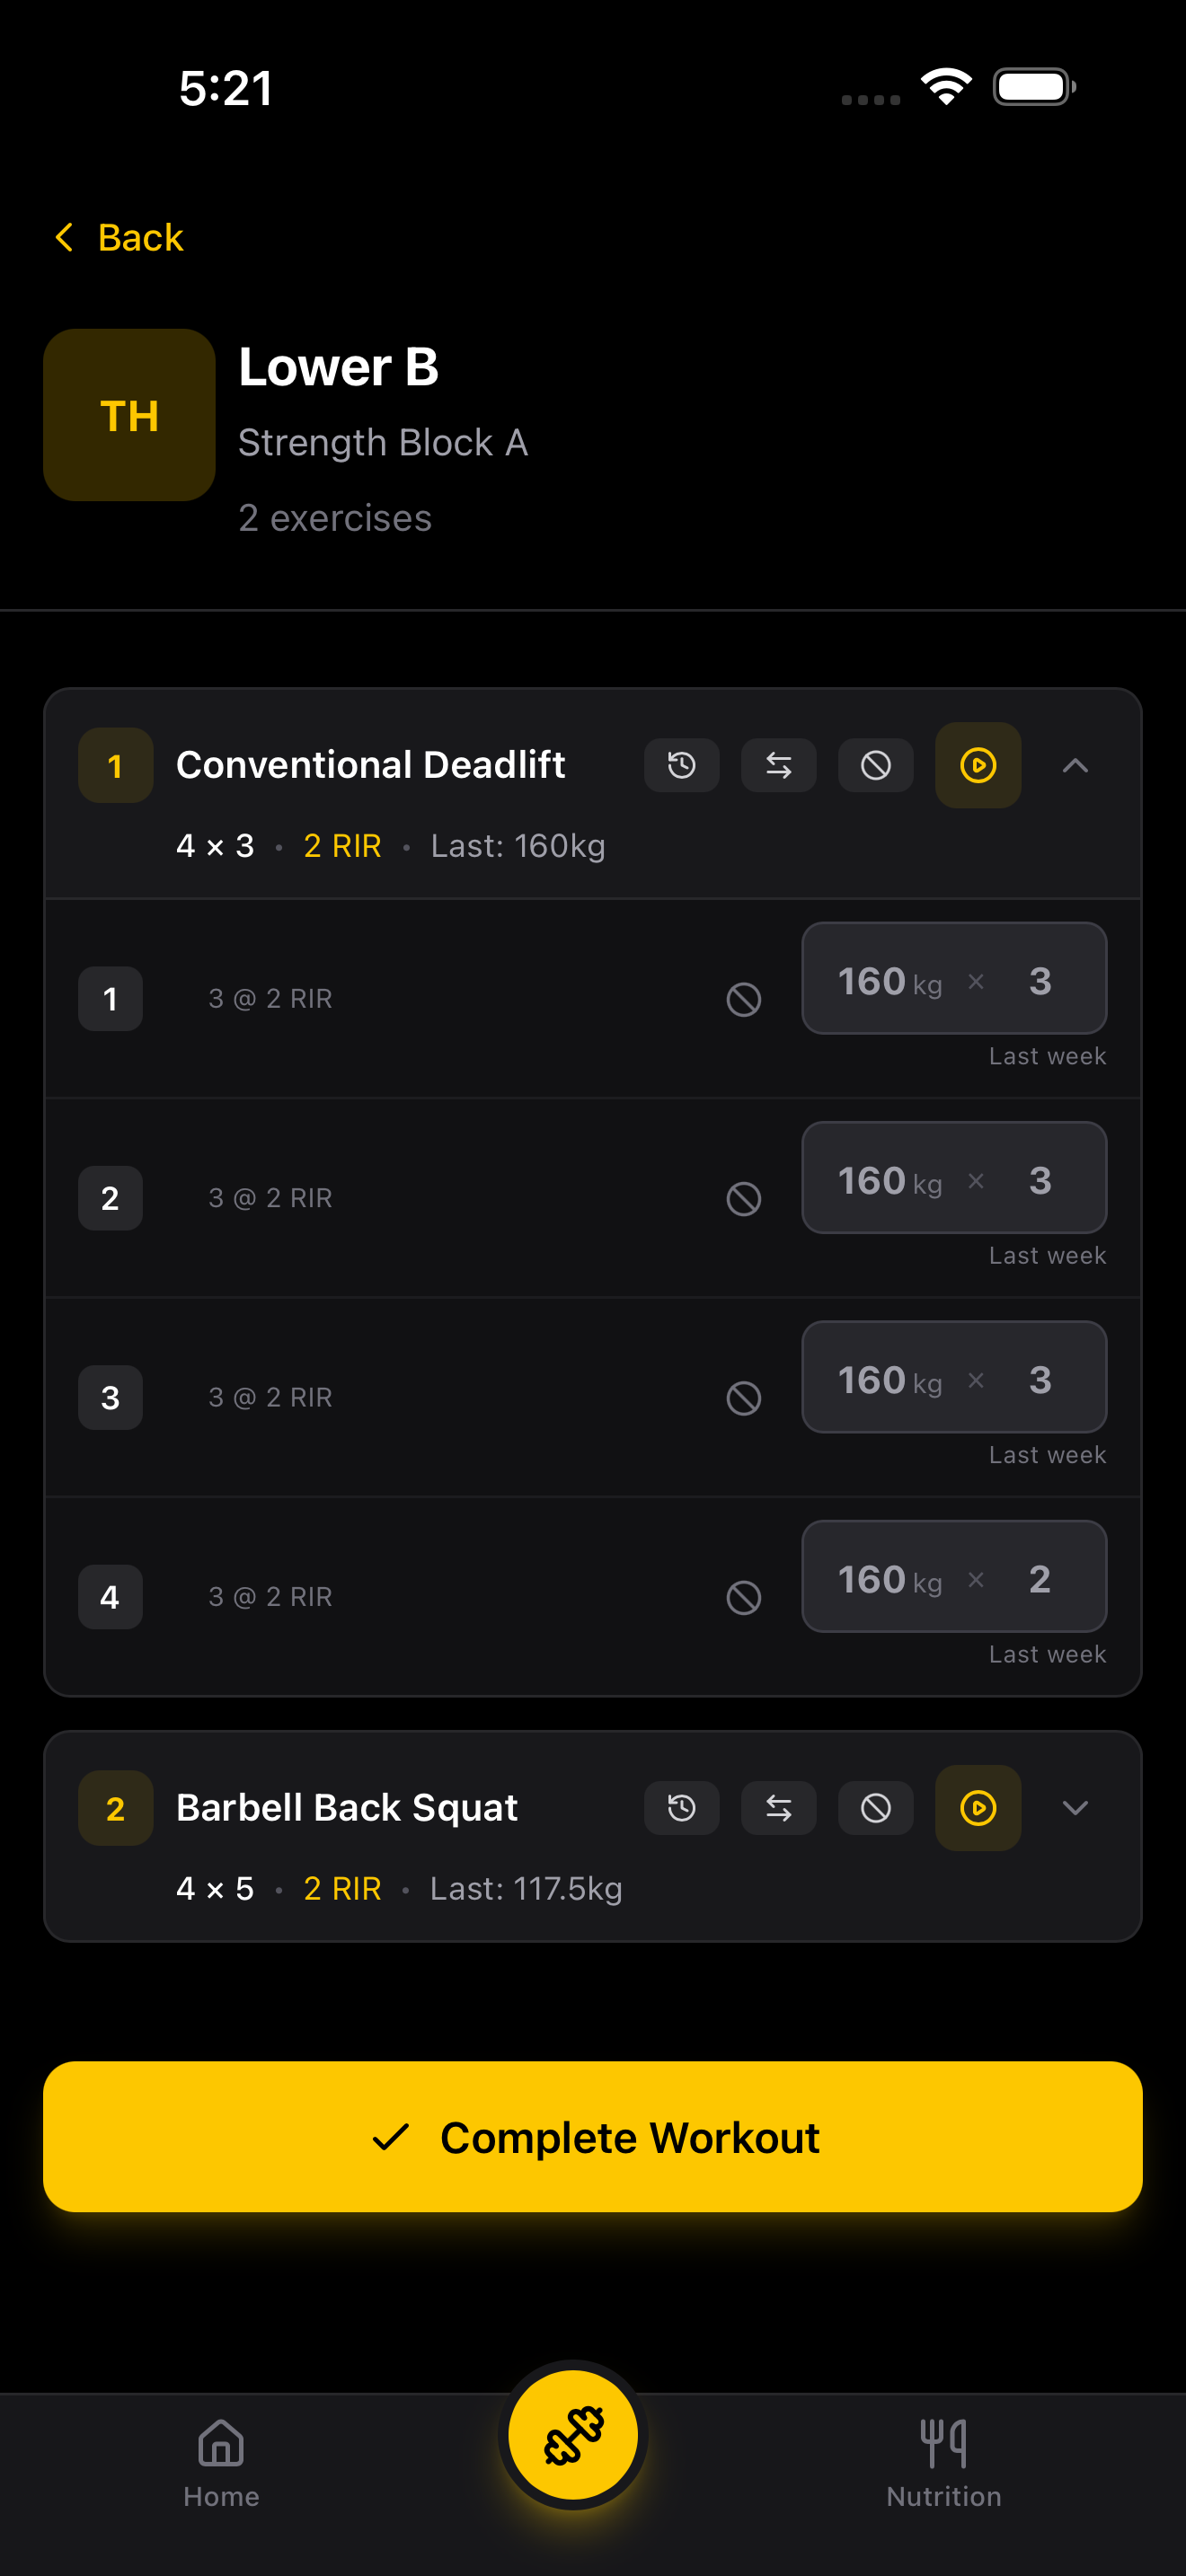 5:21
Back
TH
Lower B
Strength Block A
2 exercises
1 Conventional Deadlift
4 × 3 • 2 RIR • Last: 160kg
1 3 @ 2 RIR 160 kg × 3
Last week
2 3 @ 2 RIR 160 kg × 3
Last week
3 3 @ 2 RIR 160 kg × 3
Last week
4 3 @ 2 RIR 160 kg × 2
Last week
2 Barbell Back Squat
4 × 5 • 2 RIR • Last: 117.5kg
Complete Workout
Home Nutrition